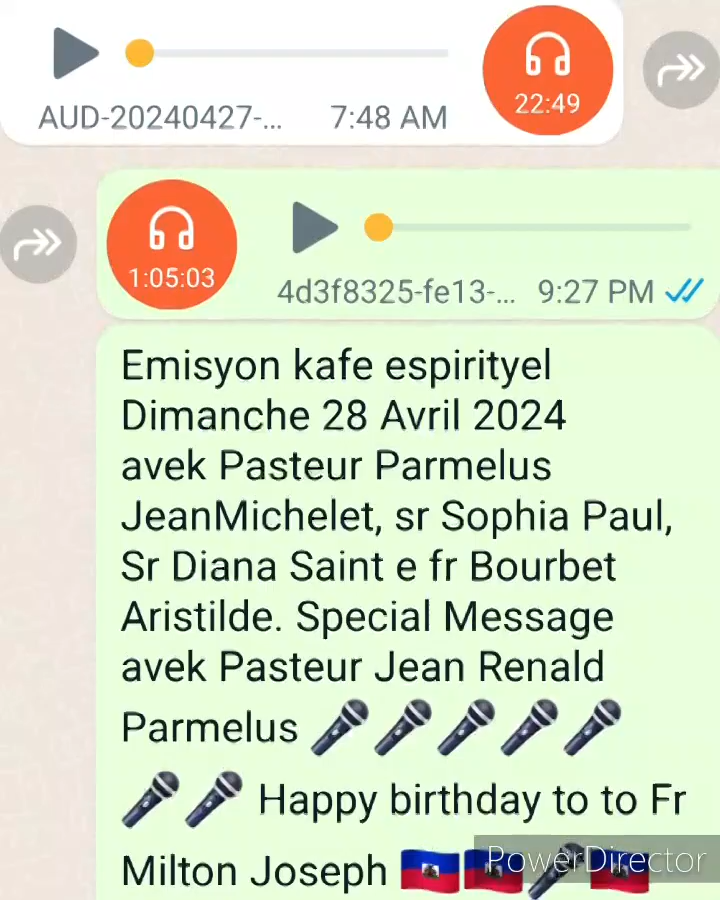 22:49
AUD-20240427-... 7:48 AM
1:05:03
4d3f8325-fe13-... 9:27 PM
Emisyon kafe espirityel
Dimanche 28 Avril 2024
avek Pasteur Parmelus
JeanMichelet, sr Sophia Paul,
Sr Diana Saint e fr Bourbet
Aristilde. Special Message
avek Pasteur Jean Renald
Parmelus 🎤🎤🎤🎤🎤
🎤🎤 Happy birthday to to Fr
Milton Joseph 🇭🇹🇭🇹🎤🇭🇹
PowerDirector